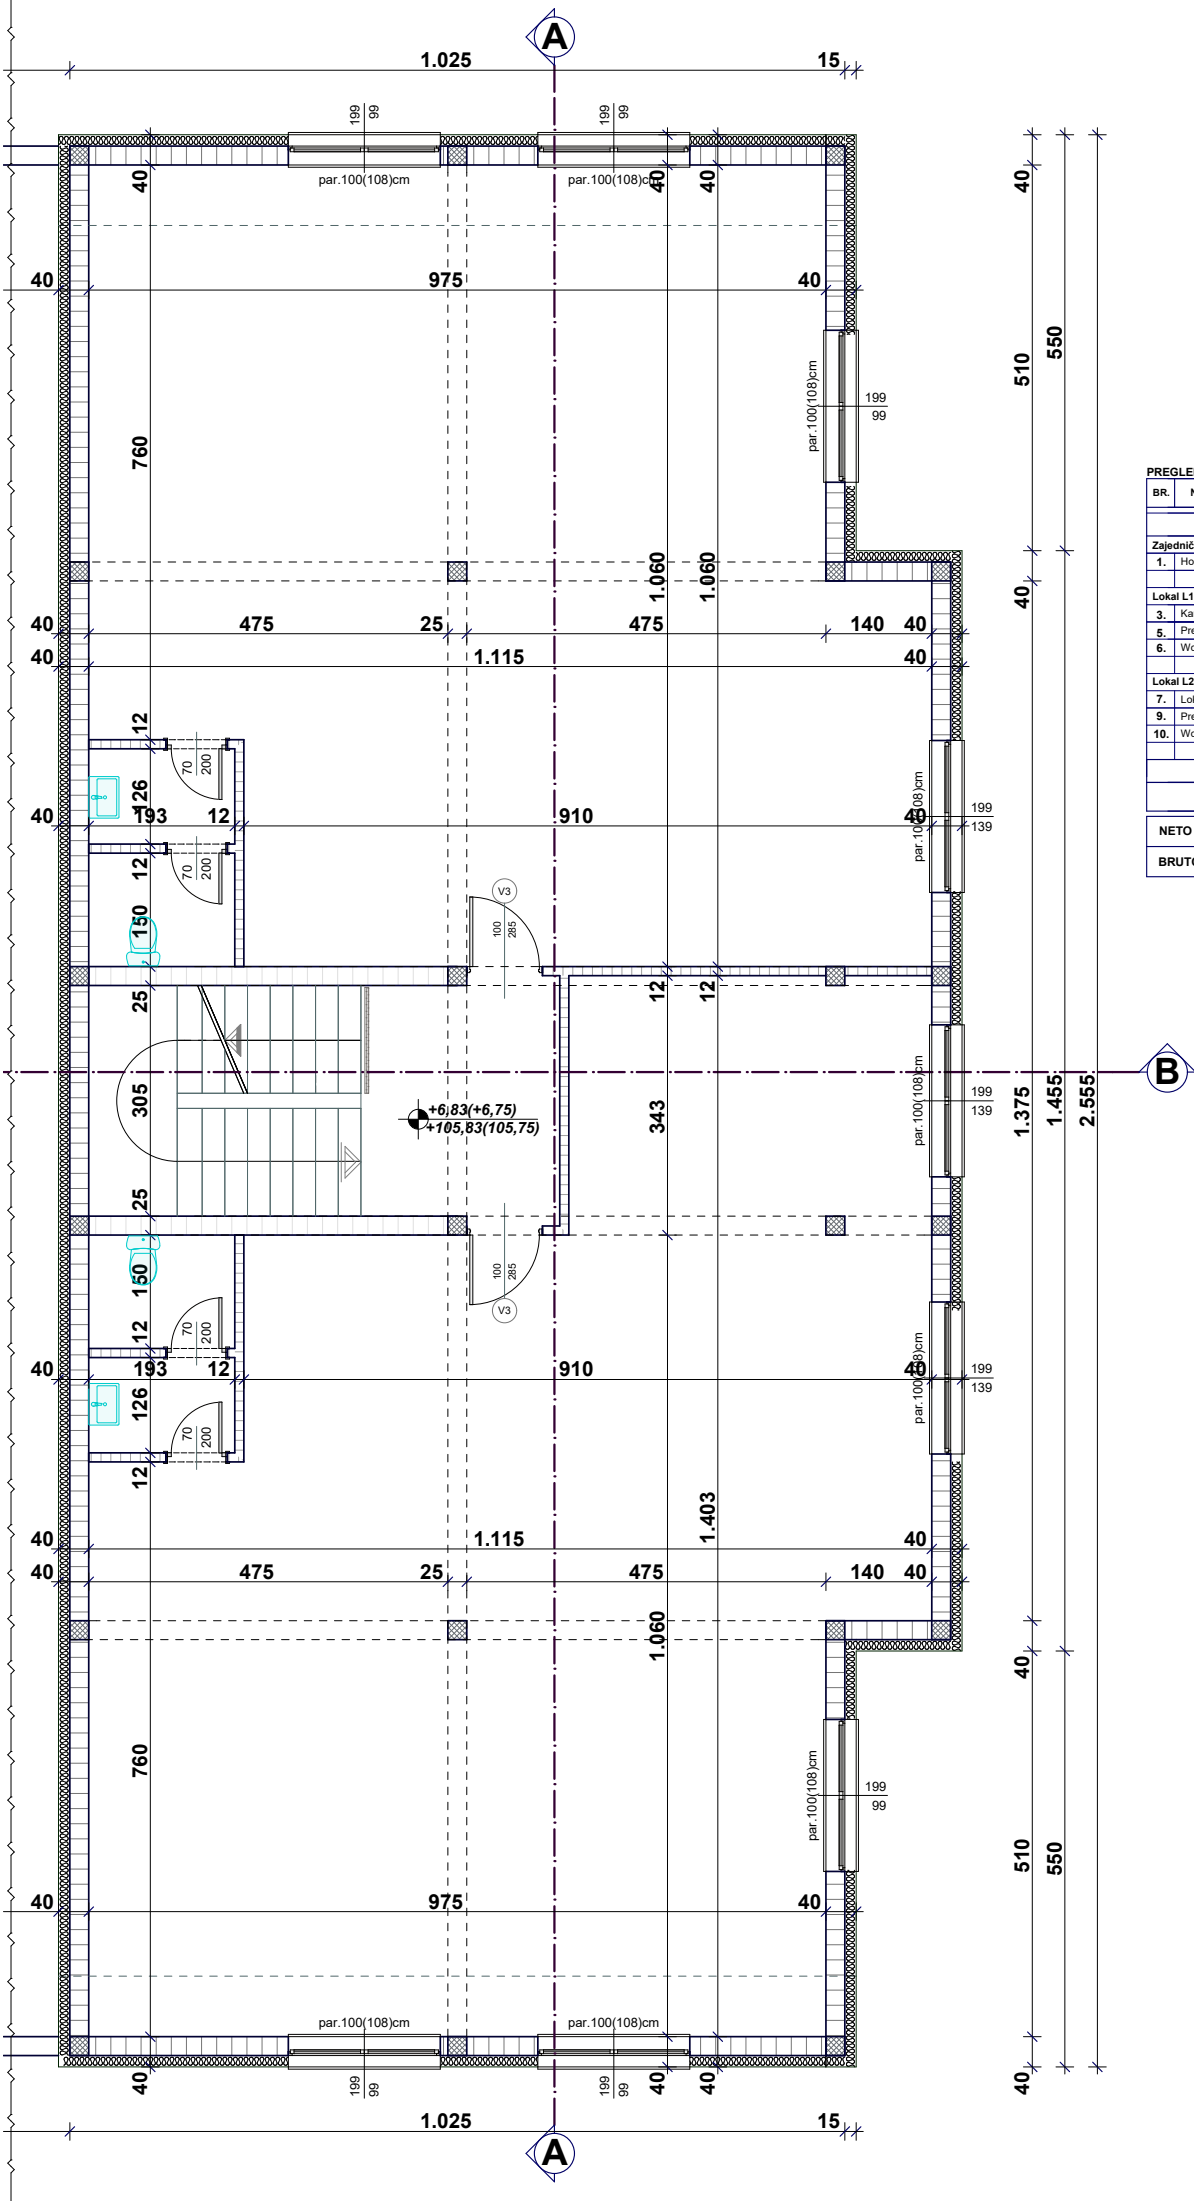 A
1.025 15
199 99 199 99
par.100(108)cm par.100(108)cm
40 40 40 40
40 975 40
par.100(108)cm 199 99
510 550
760
PREGLE
BR.
Zajednič
1. Ho
Lokal L1
3. Ka
5. Pre
6. Wc
Lokal L2
7. Lok
9. Pre
10. Wc
NETO
BRUTO
1.060 1.060
40
40 475 25 475 140 40
40 1.115 40
12
70 200
126
40 193 12 910 40
par.100(108)cm 199 139
12
70 200
150
V3
100 285
25 12 12
305
+6,83(+6,75)
+105,83(105,75)
343
par.100(108)cm 199 139
B
1.375 1.455 2.555
25
150
100 285
V3
12
70 200
40 193 12 910 40
par.100(108)cm 199 139
126
70 200
12
1.403
40 1.115 40
40 475 25 475 140 40
1.060
40
760
par.100(108)cm 199 99
510 550
40 975 40
par.100(108)cm par.100(108)cm
40 199 99 199 99 40 40 40
1.025 15
A